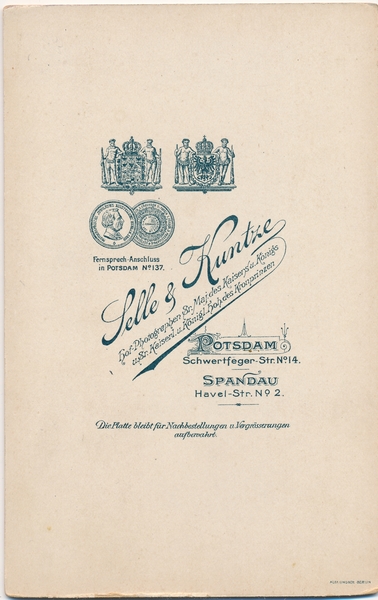 Fernsprech-Anschluss
in POTSDAM Nº 137.
Selle & Kuntze
Hof-Photographen Sr. Maj. des Kaisers u. Königs
u. Sr. Kaiserl. u. Königl. Hoh. des Kronprinzen
POTSDAM
Schwertfeger-Str. Nº 14.
SPANDAU
Havel-Str. Nº 2.
Die Platte bleibt für Nachbestellungen u. Vergrösserungen
aufbewahrt.